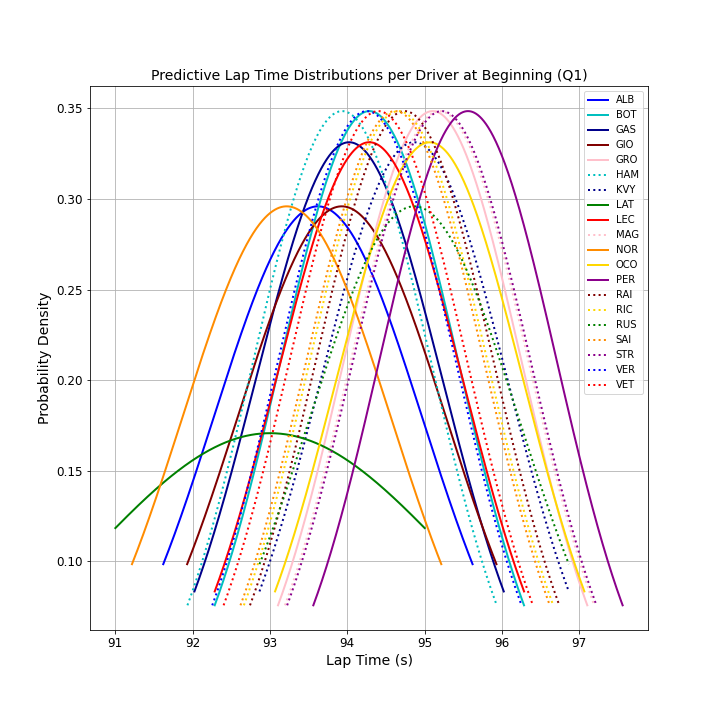 Predictive Lap Time Distributions per Driver at Beginning (Q1)
0.35
0.30
0.25
0.20
0.15
0.10
Probability Density
91
92
93
94
95
96
97
Lap Time (s)
ALB
BOT
GAS
GIO
GRO
HAM
KVY
LAT
LEC
MAG
NOR
OCO
PER
RAI
RIC
RUS
SAI
STR
VER
VET